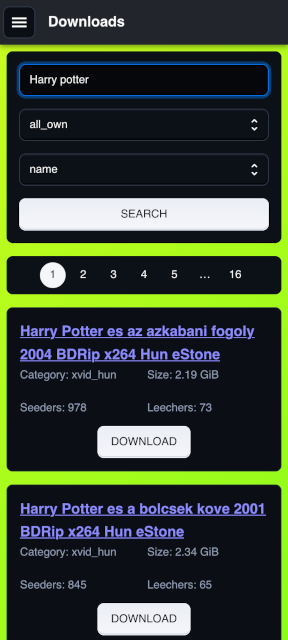 Downloads
Harry potter
all_own
name
SEARCH
1 2 3 4 5 ... 16
Harry Potter es az azkabani fogoly
2004 BDRip x264 Hun eStone
Category: xvid_hun Size: 2.19 GiB
Seeders: 978 Leechers: 73
DOWNLOAD
Harry Potter es a bolcsek kove 2001
BDRip x264 Hun eStone
Category: xvid_hun Size: 2.34 GiB
Seeders: 845 Leechers: 65
DOWNLOAD